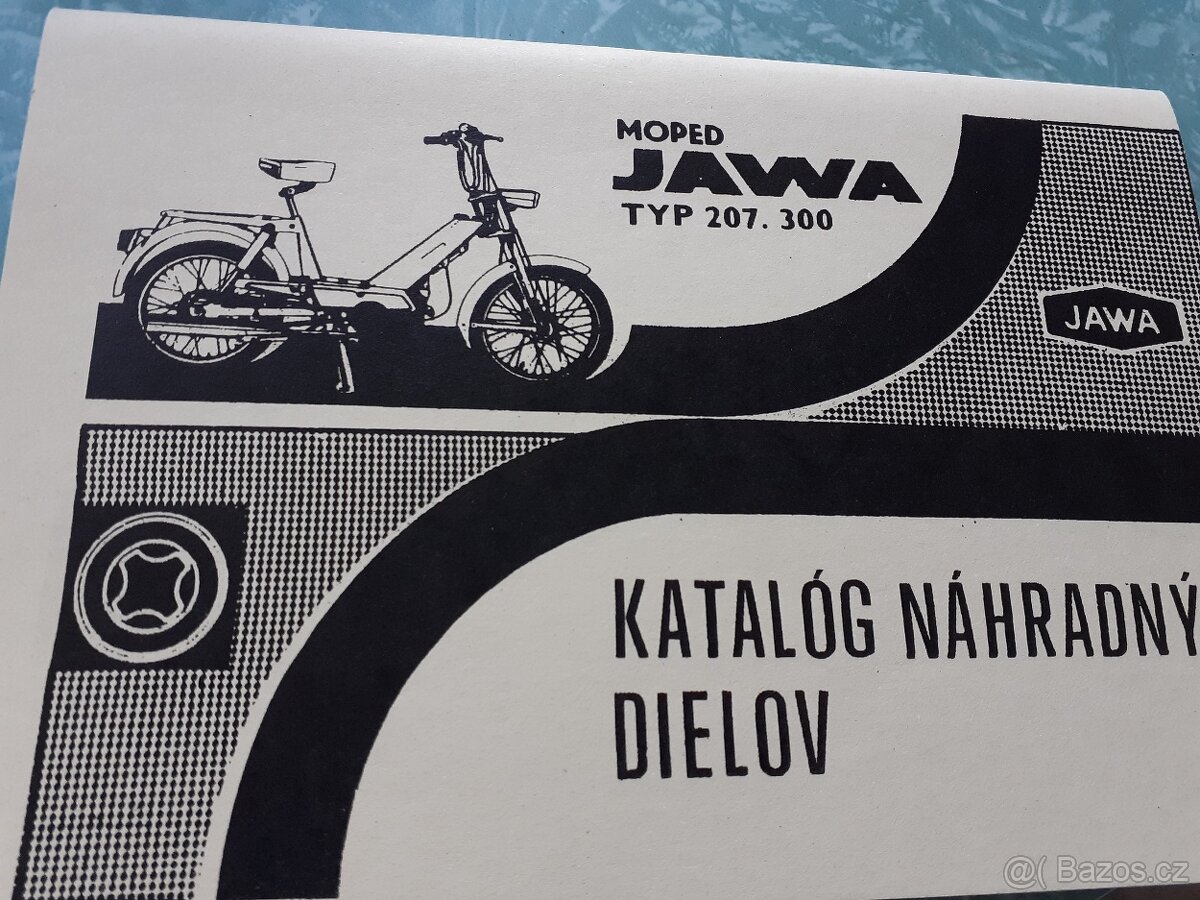 MOPED
JAWA
TYP 207. 300
JAWA
KATALÓG NÁHRADNÝ
DIELOV
@( Bazos.cz